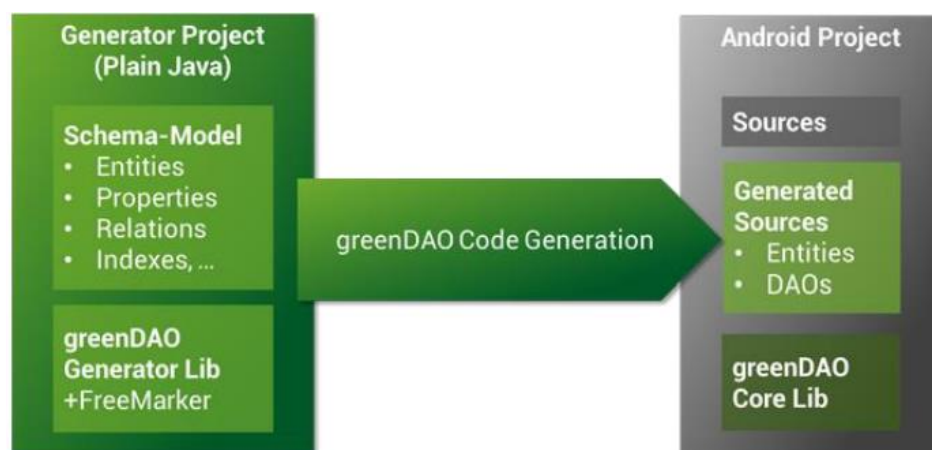 Generator Project
(Plain Java)
Schema-Model
• Entities
• Properties
• Relations
• Indexes, ...
greenDAO
Generator Lib
+FreeMarker
greenDAO Code Generation
Android Project
Sources
Generated
Sources
• Entities
• DAOs
greenDAO
Core Lib